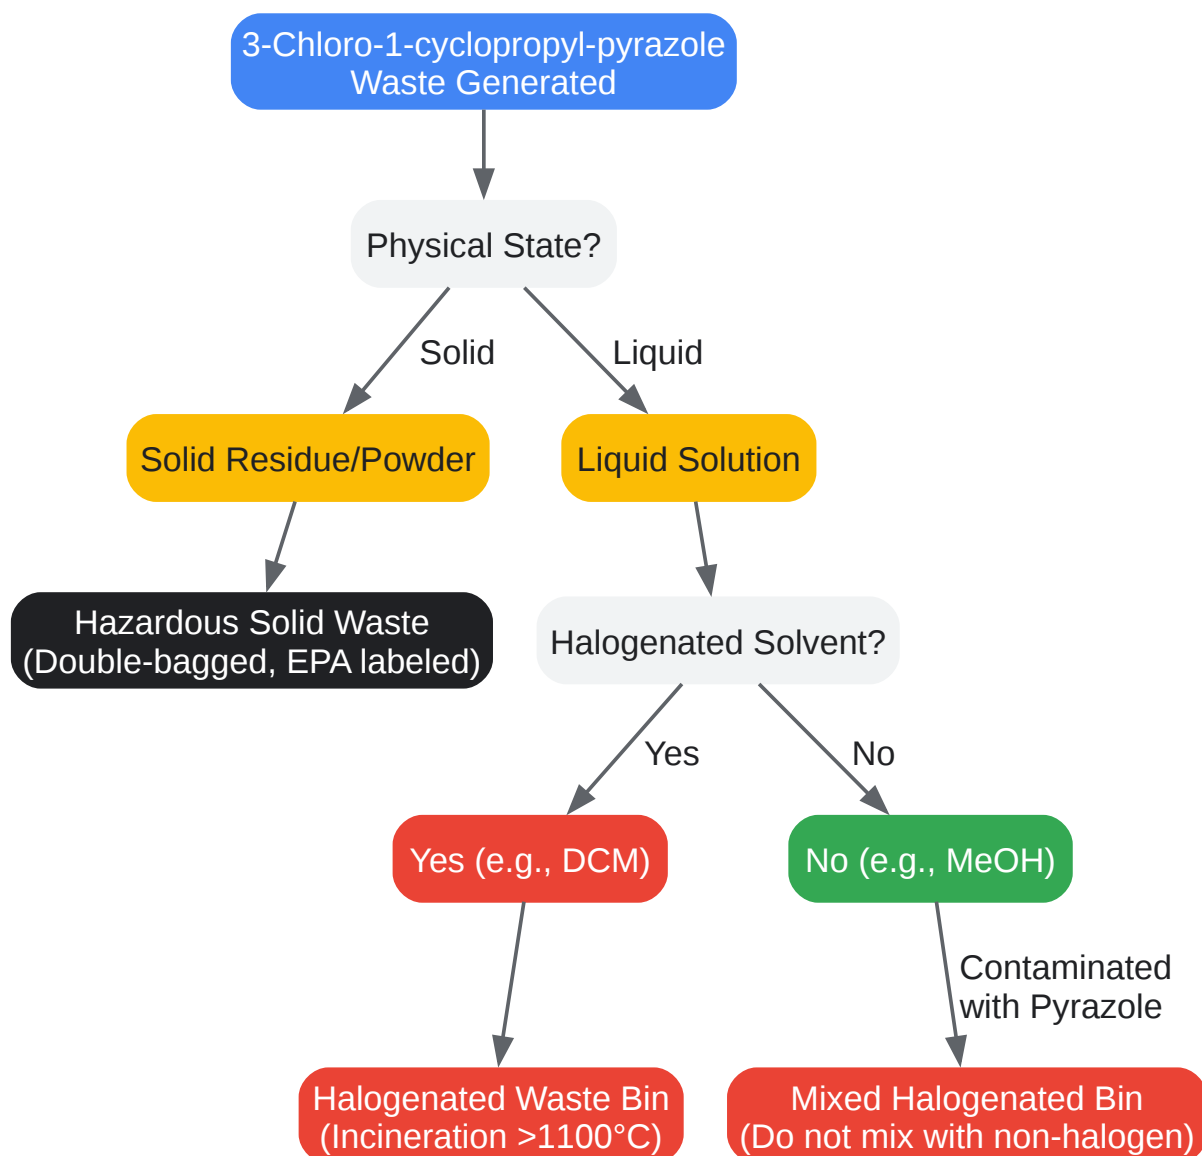 3-Chloro-1-cyclopropyl-pyrazole
Waste Generated
Physical State?
Solid
Liquid
Solid Residue/Powder
Liquid Solution
Hazardous Solid Waste
(Double-bagged, EPA labeled)
Halogenated Solvent?
Yes
No
Yes (e.g., DCM)
No (e.g., MeOH)
Contaminated
with Pyrazole
Halogenated Waste Bin
(Incineration >1100°C)
Mixed Halogenated Bin
(Do not mix with non-halogen)